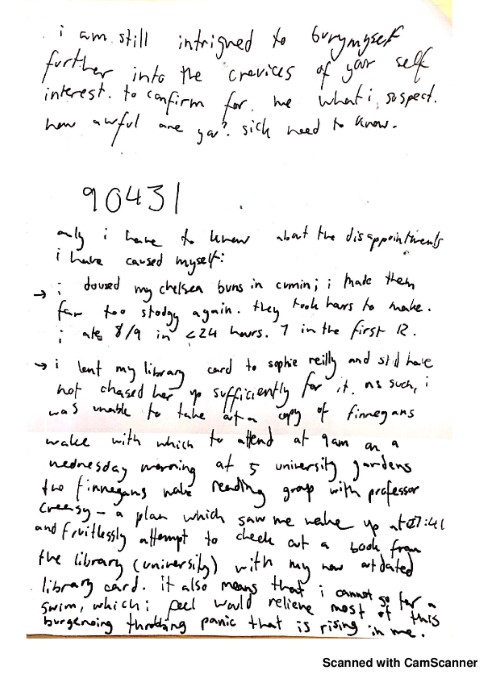 i am still intrigued to bury myself
further into the crevices of your self
interest. to confirm for me what i suspect.
how awful are you? sick need to know.
90431
only i have to know about the disappointments
i have caused myself:
→ i doused my chelsea buns in cumin; i make them
far too stodgy again. they took hours to make.
i ate 8/9 in <24 hours. 7 in the first 12.
→ i lent my library card to sophie reilly and still have
not chased her up sufficiently for it. as such, i
was unable to take out a copy of finnegans
wake with which to attend at 9am on a
wednesday morning at 5 university gardens
the finnegans wake reading group with professor
creasy – a plan which saw me wake up at 07:41
and fruitlessly attempt to check out a book from
the library (university) with my now outdated
library card. it also means that i cannot go for a
swim, which i feel would relieve most of this
burgeoning throbbing panic that is rising in me.
Scanned with CamScanner